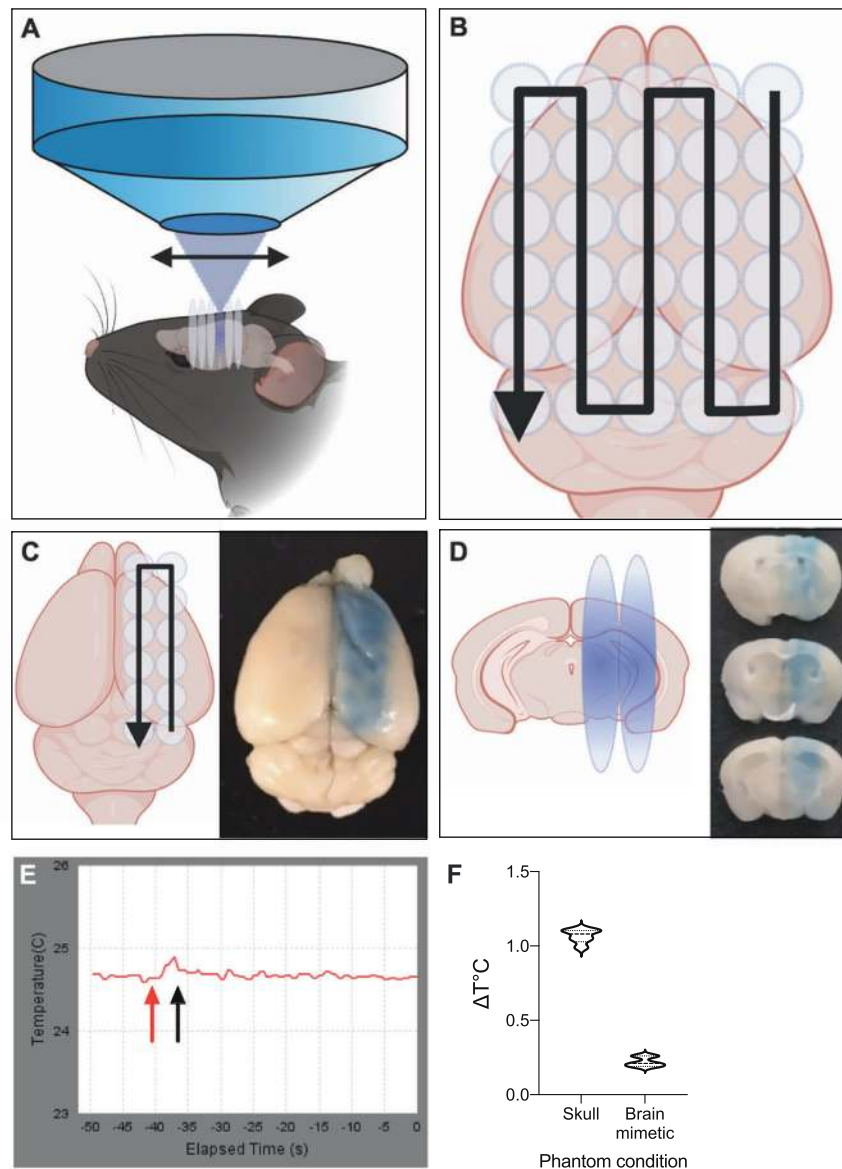 A
B
C
D
E
26
25
24
23
Temperature(C)
-50 -45 -40 -35 -30 -25 -20 -15 -10 -5 0
Elapsed Time (s)
F
1.5
1.0
0.5
0.0
ΔT°C
Skull
Brain
mimetic
Phantom condition